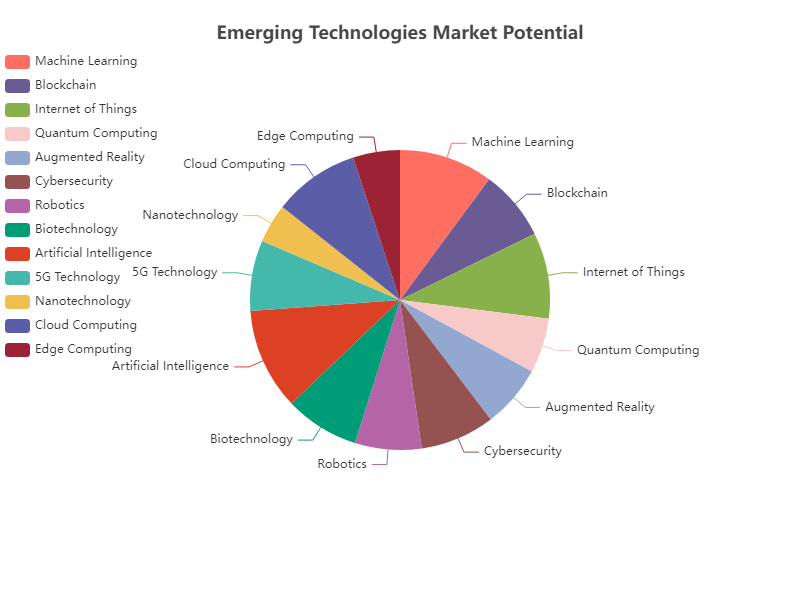 Emerging Technologies Market Potential
Machine Learning
Blockchain
Internet of Things
Quantum Computing
Augmented Reality
Cybersecurity
Robotics
Biotechnology
Artificial Intelligence
5G Technology
Nanotechnology
Cloud Computing
Edge Computing
Machine Learning
Blockchain
Internet of Things
Quantum Computing
Augmented Reality
Cybersecurity
Robotics
Biotechnology
Artificial Intelligence
5G Technology
Nanotechnology
Cloud Computing
Edge Computing